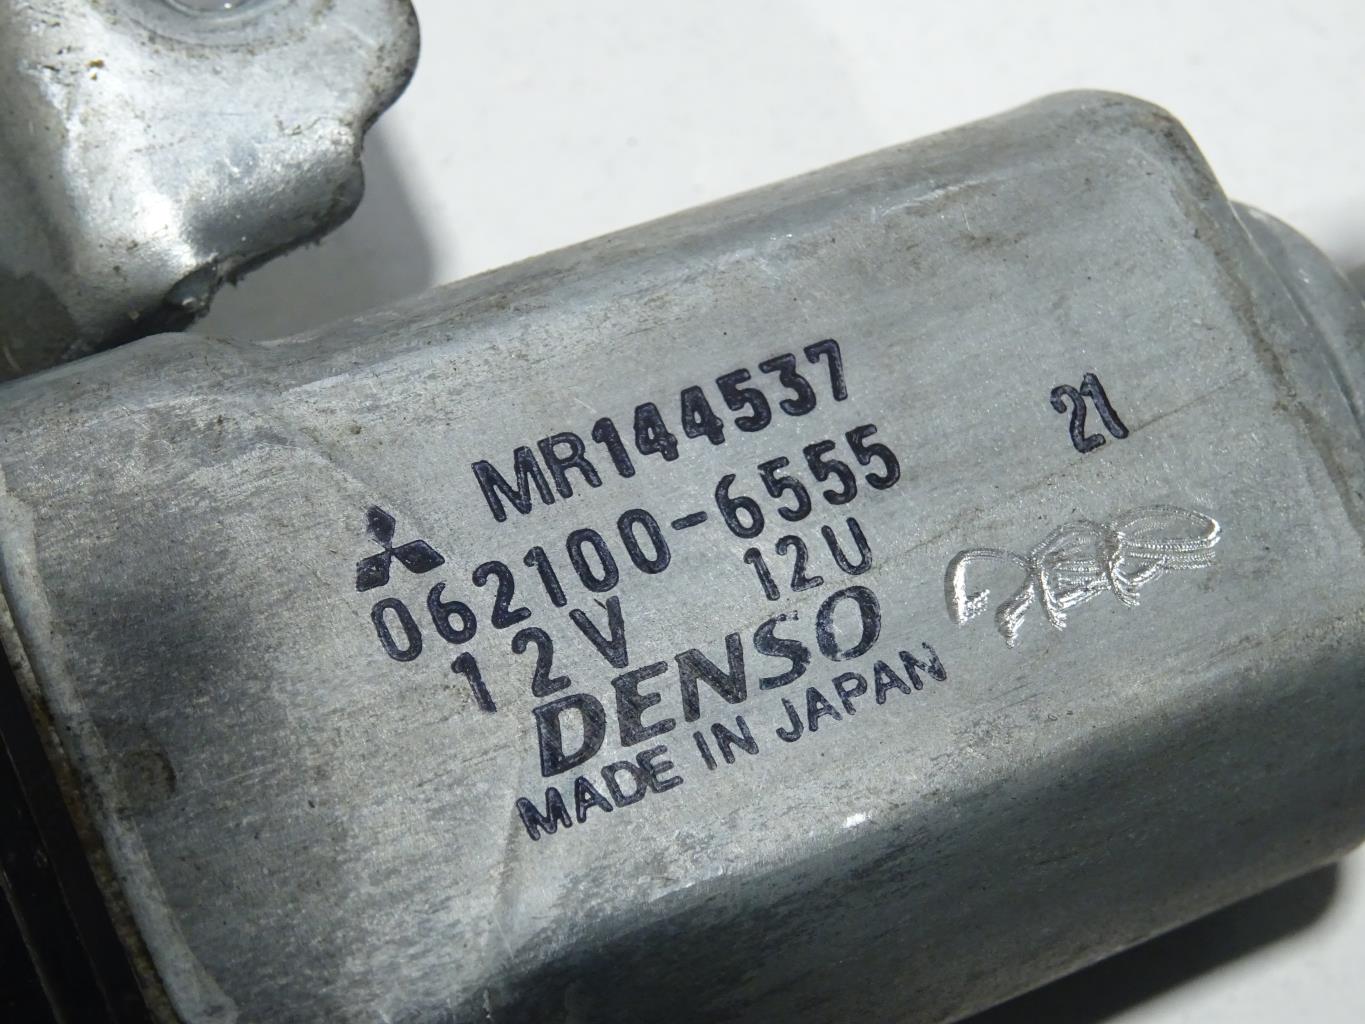 MR144537
21
062100-6555
12U
12V
DENSO
MADE IN JAPAN